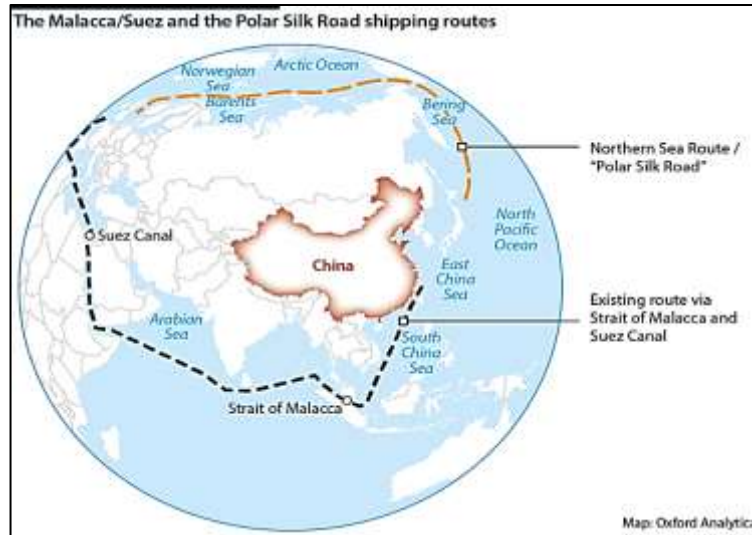 The Malacca/Suez and the Polar Silk Road shipping routes
Arctic Ocean
Norwegian
Sea
Barents
Sea
Bering
Sea
Northern Sea Route /
"Polar Silk Road"
North
Pacific
Ocean
Suez Canal
China
East
China
Sea
Existing route via
Strait of Malacca and
Suez Canal
Arabian
Sea
South
China
Sea
Strait of Malacca
Map: Oxford Analytica